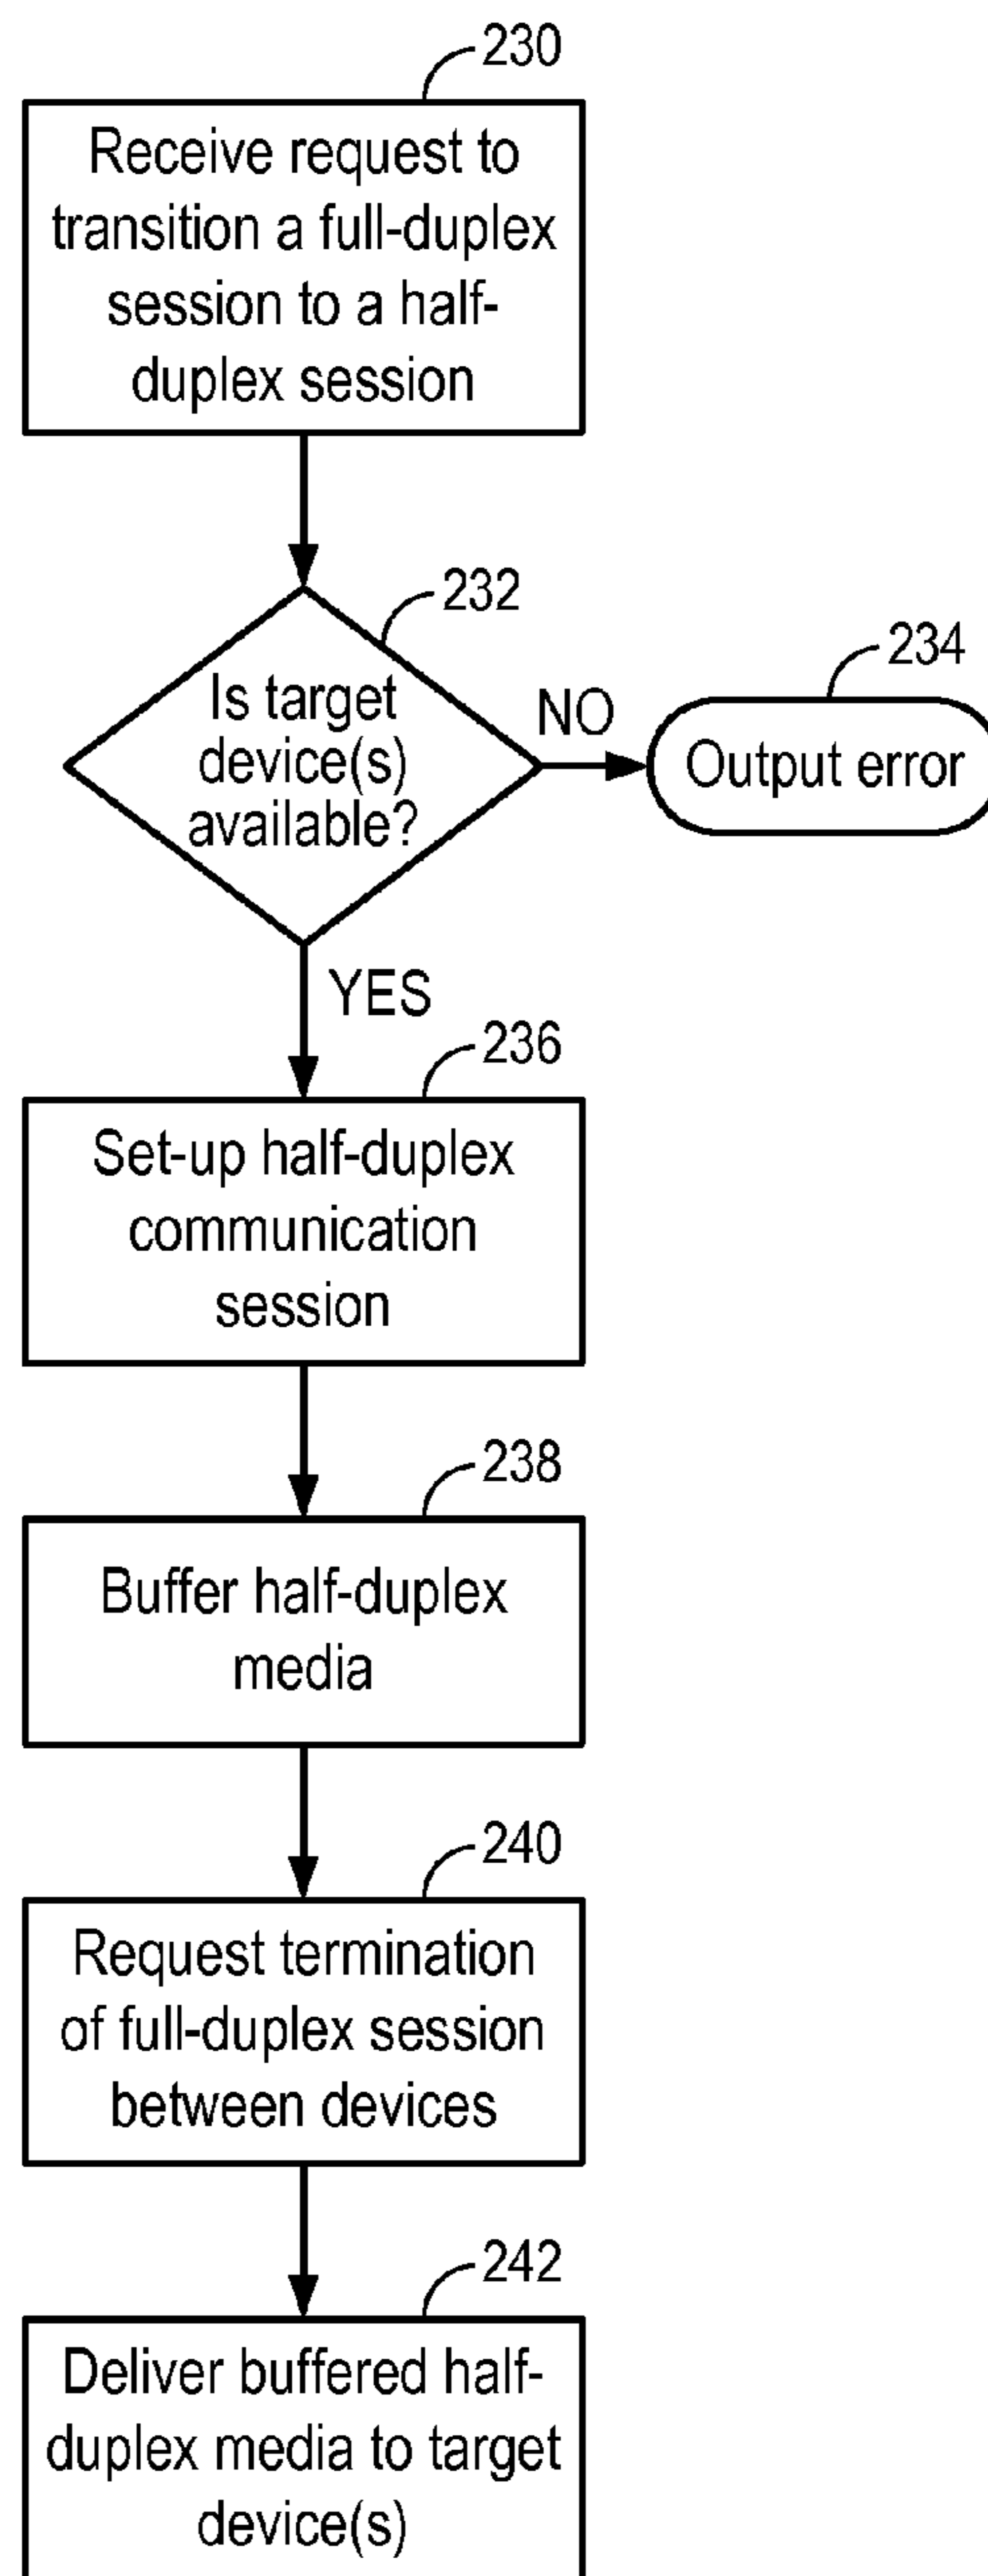 230
Receive request to
transition a full-duplex
session to a half-
duplex session
232
Is target
device(s)
available?
NO
234
Output error
YES
236
Set-up half-duplex
communication
session
238
Buffer half-duplex
media
240
Request termination
of full-duplex session
between devices
242
Deliver buffered half-
duplex media to target
device(s)